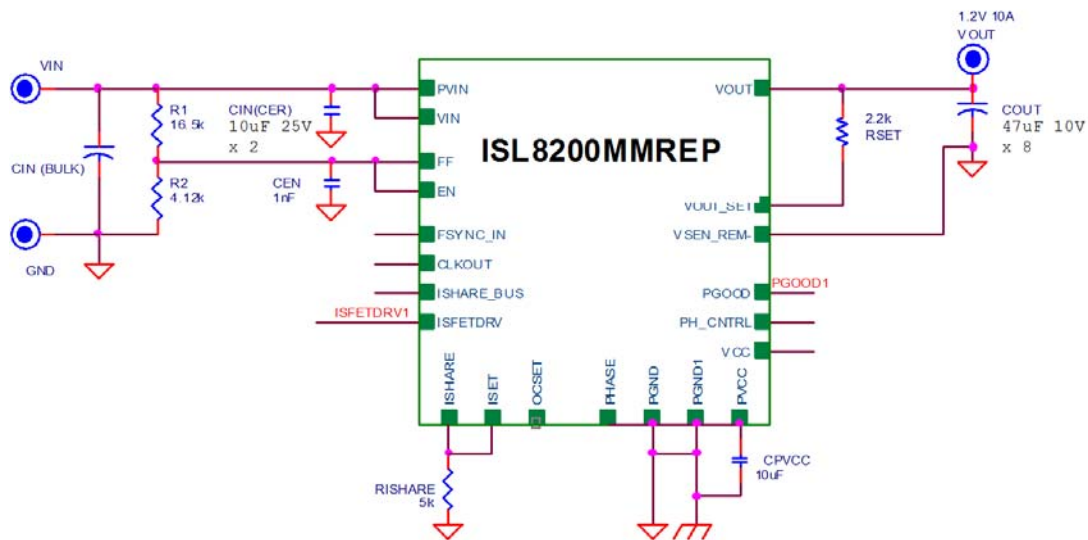 1.2V 10A
VOUT
VIN
R1
16.5k
CIN(CER)
10uF 25V
x 2
CIN (BULK)
R2
4.12k
CEN
1nF
GND
ISL8200MMREP
PVIN
VIN
FF
EN
FSYNC_IN
CLKOUT
ISHARE_BUS
ISFETDRV1
ISFETDRV
VOUT
2.2k
RSET
COUT
47uF 10V
x 8
VOUT_SET
VSEN_REM-
PGOOD
PGOOD1
PH_CNTRL
VCC
ISHARE
ISET
OCSET
PHASE
PGND
PGND1
PVCC
RISHARE
5k
CPVCC
10uF